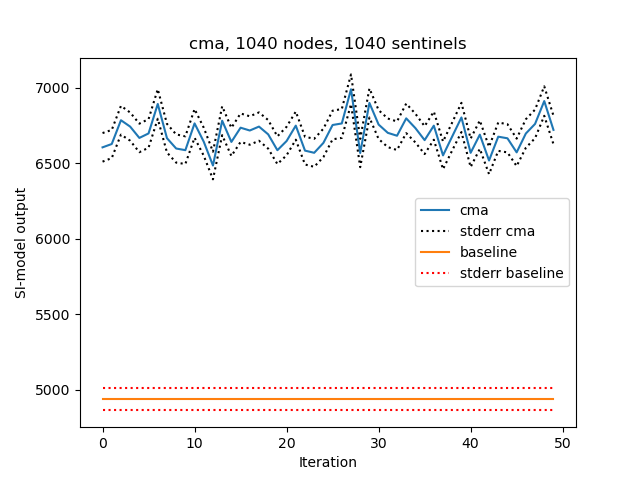 cma, 1040 nodes, 1040 sentinels
7000
6500
6000
5500
5000
SI-model output
cma
stderr cma
baseline
stderr baseline
0 10 20 30 40 50
Iteration